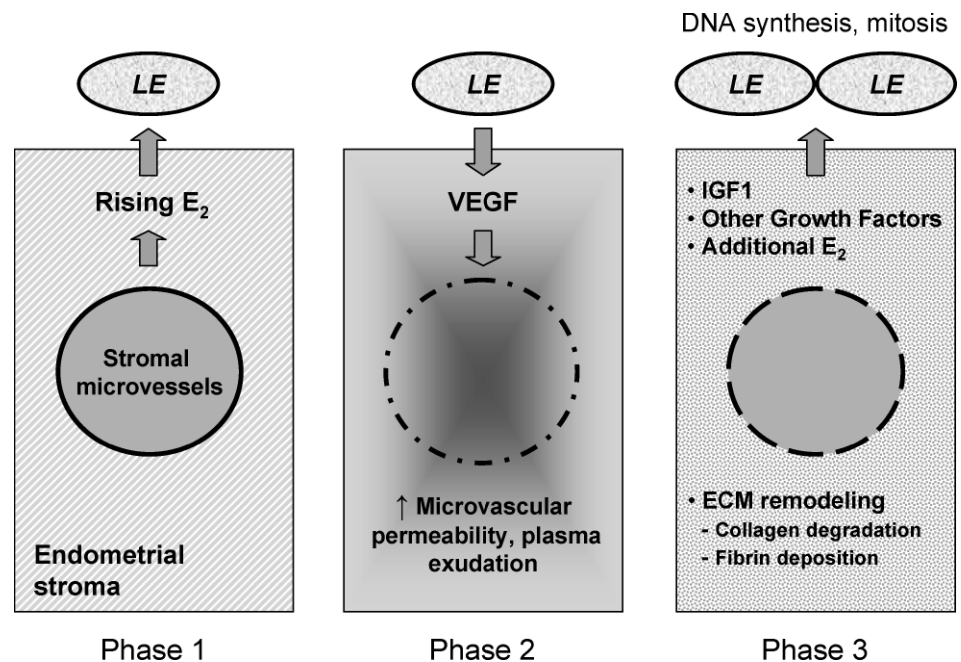 LE
Rising E₂
Stromal
microvessels
Endometrial
stroma
Phase 1
LE
VEGF
↑ Microvascular
permeability, plasma
exudation
Phase 2
DNA synthesis, mitosis
LE LE
• IGF1
• Other Growth Factors
• Additional E₂
• ECM remodeling
- Collagen degradation
- Fibrin deposition
Phase 3